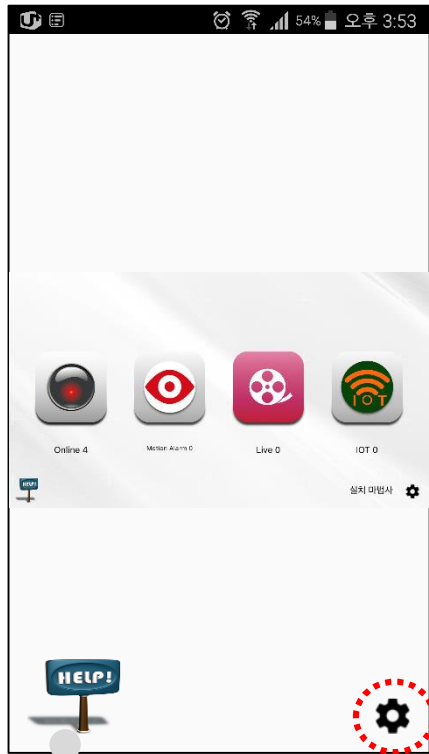 54% 오후 3:53
IOT
Online 4 Motion Alarm 0 Live 0 IOT 0
HELP! 실치 마법사
HELP!